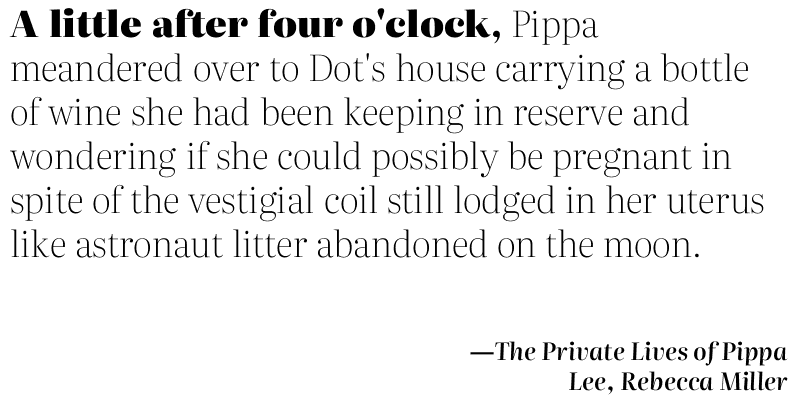 A little after four o'clock, Pippa
meandered over to Dot's house carrying a bottle
of wine she had been keeping in reserve and
wondering if she could possibly be pregnant in
spite of the vestigial coil still lodged in her uterus
like astronaut litter abandoned on the moon.
—The Private Lives of Pippa
Lee, Rebecca Miller